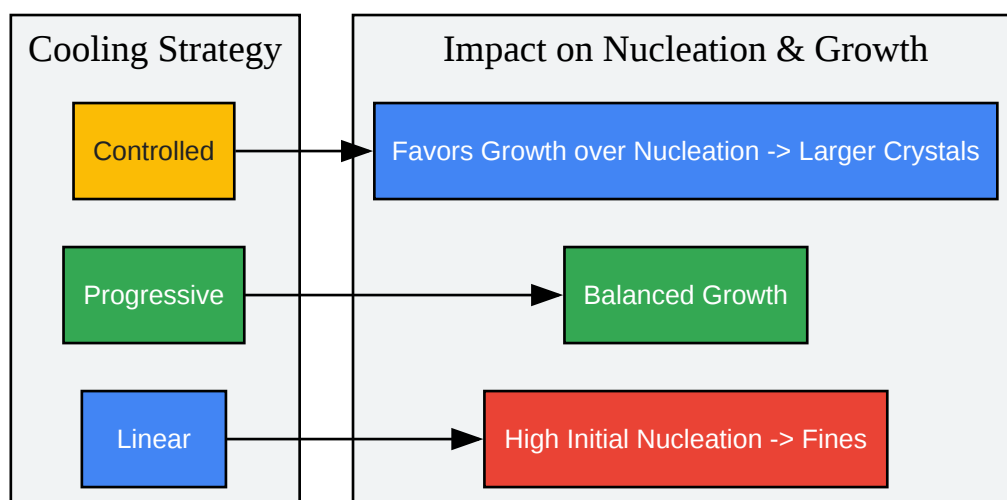 Cooling Strategy
Impact on Nucleation & Growth
Controlled
Favors Growth over Nucleation -> Larger Crystals
Progressive
Balanced Growth
Linear
High Initial Nucleation -> Fines